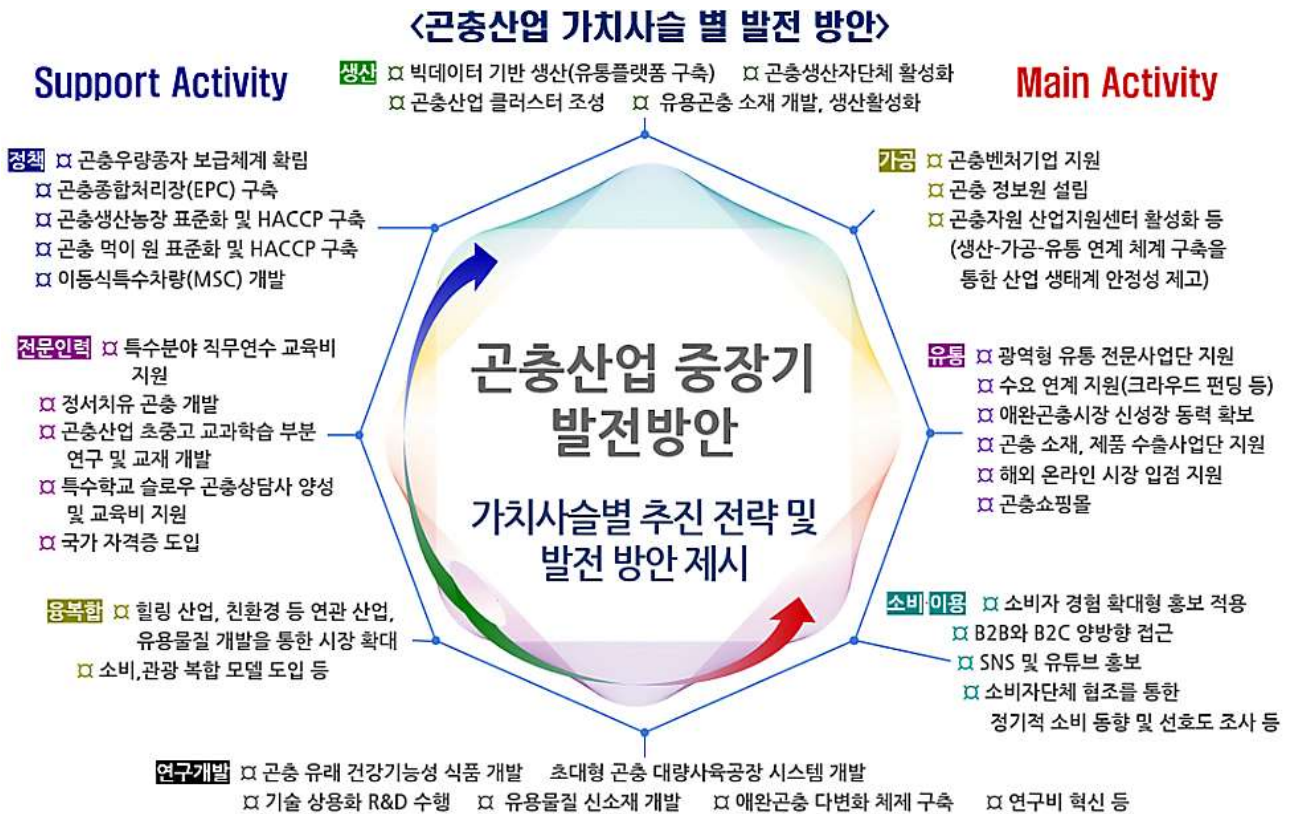 <곤충산업 가치사슬 별 발전 방안>
Support Activity
Main Activity
생산 ¤ 빅데이터 기반 생산(유통플랫폼 구축) ¤ 곤충생산자단체 활성화
¤ 곤충산업 클러스터 조성 ¤ 유용곤충 소재 개발, 생산활성화
정책 ¤ 곤충우량종자 보급체계 확립
¤ 곤충종합처리장(EPC) 구축
¤ 곤충생산농장 표준화 및 HACCP 구축
¤ 곤충 먹이 원 표준화 및 HACCP 구축
¤ 이동식특수차량(MSC) 개발
가공 ¤ 곤충벤처기업 지원
¤ 곤충 정보원 설립
¤ 곤충자원 산업지원센터 활성화 등
(생산-가공-유통 연계 체계 구축을
통한 산업 생태계 안정성 제고)
전문인력 ¤ 특수분야 직무연수 교육비
지원
¤ 정서치유 곤충 개발
¤ 곤충산업 초중고 교과학습 부분
연구 및 교재 개발
¤ 특수학교 슬로우 곤충상담사 양성
및 교육비 지원
¤ 국가 자격증 도입
곤충산업 중장기
발전방안
가치사슬별 추진 전략 및
발전 방안 제시
유통 ¤ 광역형 유통 전문사업단 지원
¤ 수요 연계 지원(크라우드 펀딩 등)
¤ 애완곤충시장 신성장 동력 확보
¤ 곤충 소재, 제품 수출사업단 지원
¤ 해외 온라인 시장 입점 지원
¤ 곤충쇼핑몰
융복합 ¤ 힐링 산업, 친환경 등 연관 산업,
유용물질 개발을 통한 시장 확대
¤ 소비,관광 복합 모델 도입 등
소비·이용 ¤ 소비자 경험 확대형 홍보 적용
¤ B2B와 B2C 양방향 접근
¤ SNS 및 유튜브 홍보
¤ 소비자단체 협조를 통한
정기적 소비 동향 및 선호도 조사 등
연구개발 ¤ 곤충 유래 건강기능성 식품 개발 초대형 곤충 대량사육공장 시스템 개발
¤ 기술 상용화 R&D 수행 ¤ 유용물질 신소재 개발 ¤ 애완곤충 다변화 체제 구축 ¤ 연구비 혁신 등